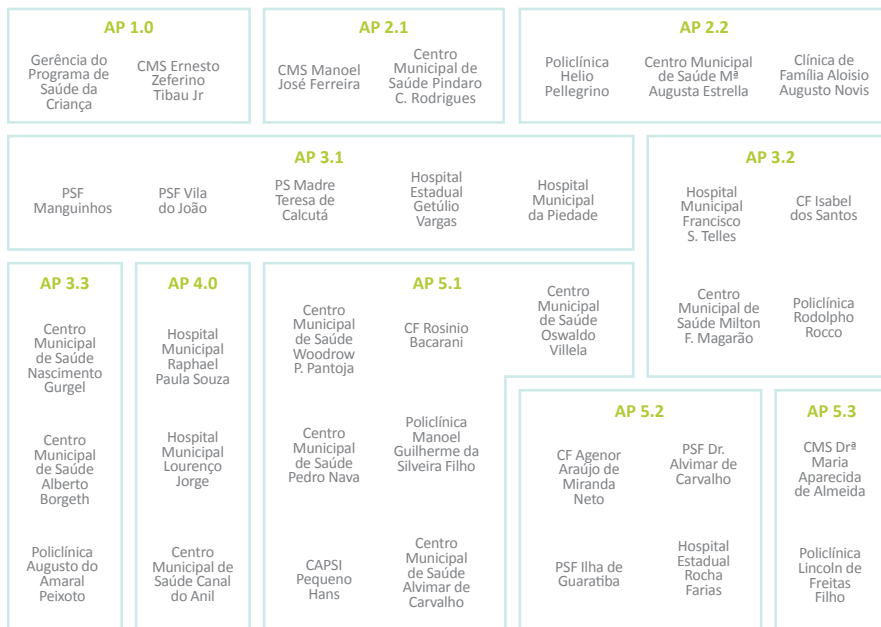 AP 1.0
Gerência do
Programa de
Saúde da
Criança
CMS Ernesto
Zeferino
Tibau Jr
AP 2.1
CMS Manoel
José Ferreira
Centro
Municipal de
Saúde Pindaro
C. Rodrigues
AP 2.2
Policlínica
Helio
Pellegrino
Centro Municipal
de Saúde Mª
Augusta Estrella
Clínica de
Família Aloisio
Augusto Novis
AP 3.1
PSF
Manguinhos
PSF Vila
do João
PS Madre
Teresa de
Calcutá
Hospital
Estadual
Getúlio
Vargas
Hospital
Municipal
da Piedade
AP 3.2
Hospital
Municipal
Francisco
S. Telles
CF Isabel
dos Santos
Centro
Municipal de
Saúde Milton
F. Magarão
Policlínica
Rodolpho
Rocco
AP 3.3
Centro
Municipal
de Saúde
Nascimento
Gurgel
Centro
Municipal
de Saúde
Alberto
Borgeth
Policlínica
Augusto do
Amaral
Peixoto
AP 4.0
Hospital
Municipal
Raphael
Paula Souza
Hospital
Municipal
Lourenço
Jorge
Centro
Municipal de
Saúde Canal
do Anil
AP 5.1
Centro
Municipal
de Saúde
Woodrow
P. Pantoja
CF Rosinio
Bacarani
Centro
Municipal
de Saúde
Oswaldo
Villela
Centro
Municipal
de Saúde
Pedro Nava
Policlínica
Manoel
Guilherme da
Silveira Filho
CAPSI
Pequeno
Hans
Centro
Municipal
de Saúde
Alvimar de
Carvalho
AP 5.2
CF Agenor
Araújo de
Miranda
Neto
PSF Dr.
Alvimar de
Carvalho
PSF Ilha de
Guaratiba
Hospital
Estadual
Rocha
Farias
AP 5.3
CMS Drª
Maria
Aparecida
de Almeida
Policlínica
Lincoln de
Freitas
Filho